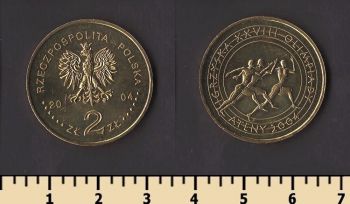 RZECZPOSPOLITA POLSKA
20 04
ZŁ 2 ZŁ
IGRZYSKA XXVIII OLIMPIADY
ATENY 2004
1 2 3 4 5 6 7